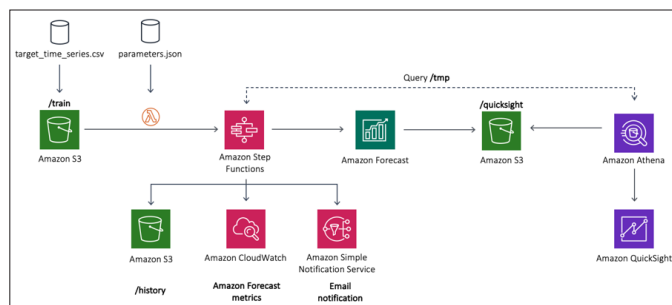 target_time_series.csv
parameters.json
Query /tmp
/train
/quicksight
Amazon S3
Amazon Step
Functions
Amazon Forecast
Amazon S3
Amazon Athena
Amazon S3
Amazon CloudWatch
Amazon Simple
Notification Service
Amazon QuickSight
/history
Amazon Forecast
metrics
Email
notification